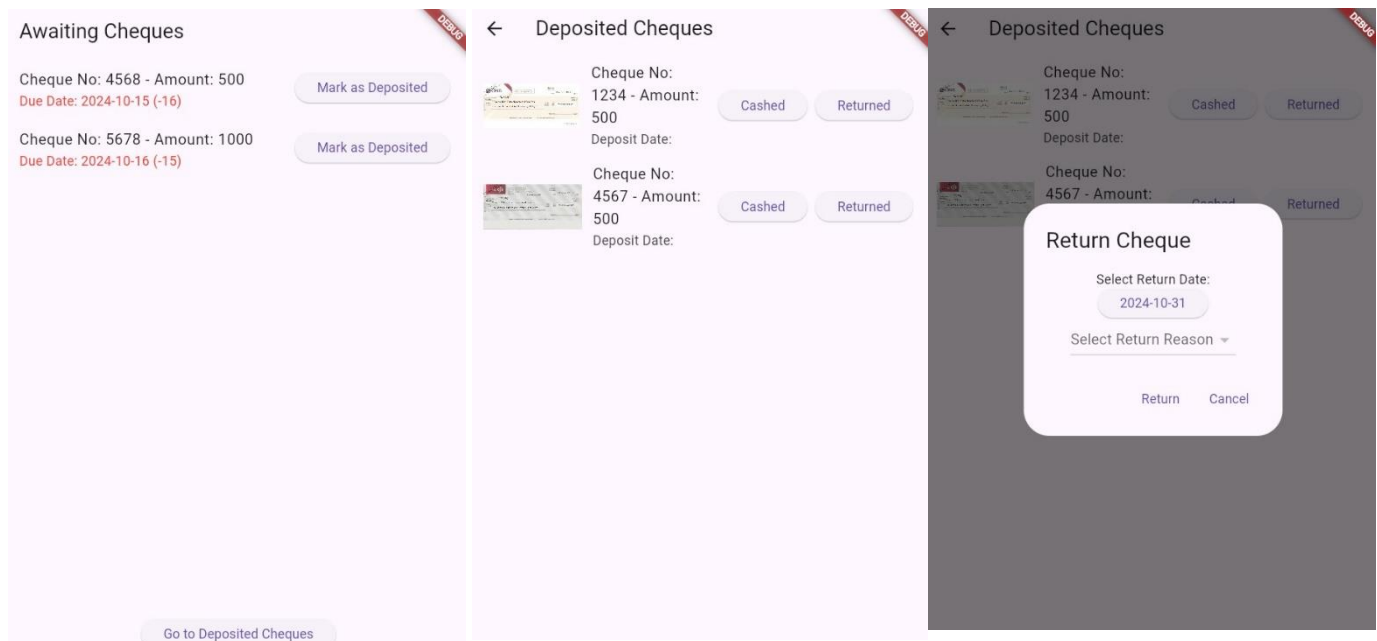 Awaiting Cheques
DEBUG
Cheque No: 4568 - Amount: 500
Due Date: 2024-10-15 (-16)
Mark as Deposited
Cheque No: 5678 - Amount: 1000
Due Date: 2024-10-16 (-15)
Mark as Deposited
Go to Deposited Cheques
Deposited Cheques
DEBUG
Cheque No:
1234 - Amount:
500
Deposit Date:
Cashed
Returned
Cheque No:
4567 - Amount:
500
Deposit Date:
Cashed
Returned
Deposited Cheques
DEBUG
Cheque No:
1234 - Amount:
500
Deposit Date:
Cashed
Returned
Cheque No:
4567 - Amount:
Cashed
Returned
Return Cheque
Select Return Date:
2024-10-31
Select Return Reason
Return
Cancel